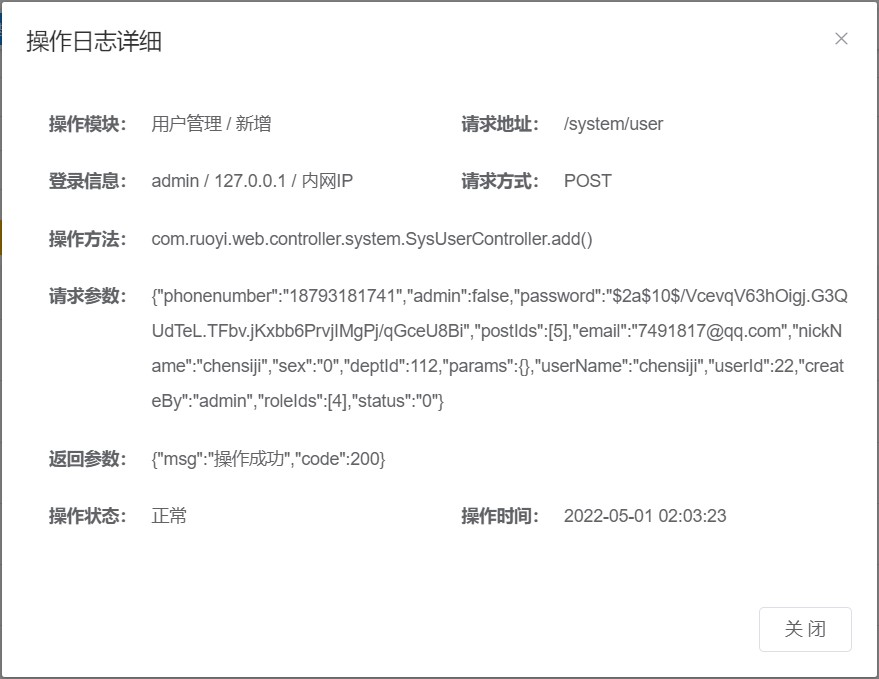 操作日志详细
操作模块： 用户管理 / 新增 请求地址： /system/user
登录信息： admin / 127.0.0.1 / 内网IP 请求方式： POST
操作方法： com.ruoyi.web.controller.system.SysUserController.add()
请求参数： {"phonenumber":"18793181741","admin":false,"password":"$2a$10$/VcevqV63hOigj.G3Q
UdTeL.TFbv.jKxbb6PrvjIMgPj/qGceU8Bi","postIds":[5],"email":"7491817@qq.com","nickN
ame":"chensiji","sex":"0","deptId":112,"params":{},"userName":"chensiji","userId":22,"creat
eBy":"admin","roleIds":[4],"status":"0"}
返回参数： {"msg":"操作成功","code":200}
操作状态： 正常 操作时间： 2022-05-01 02:03:23
关 闭